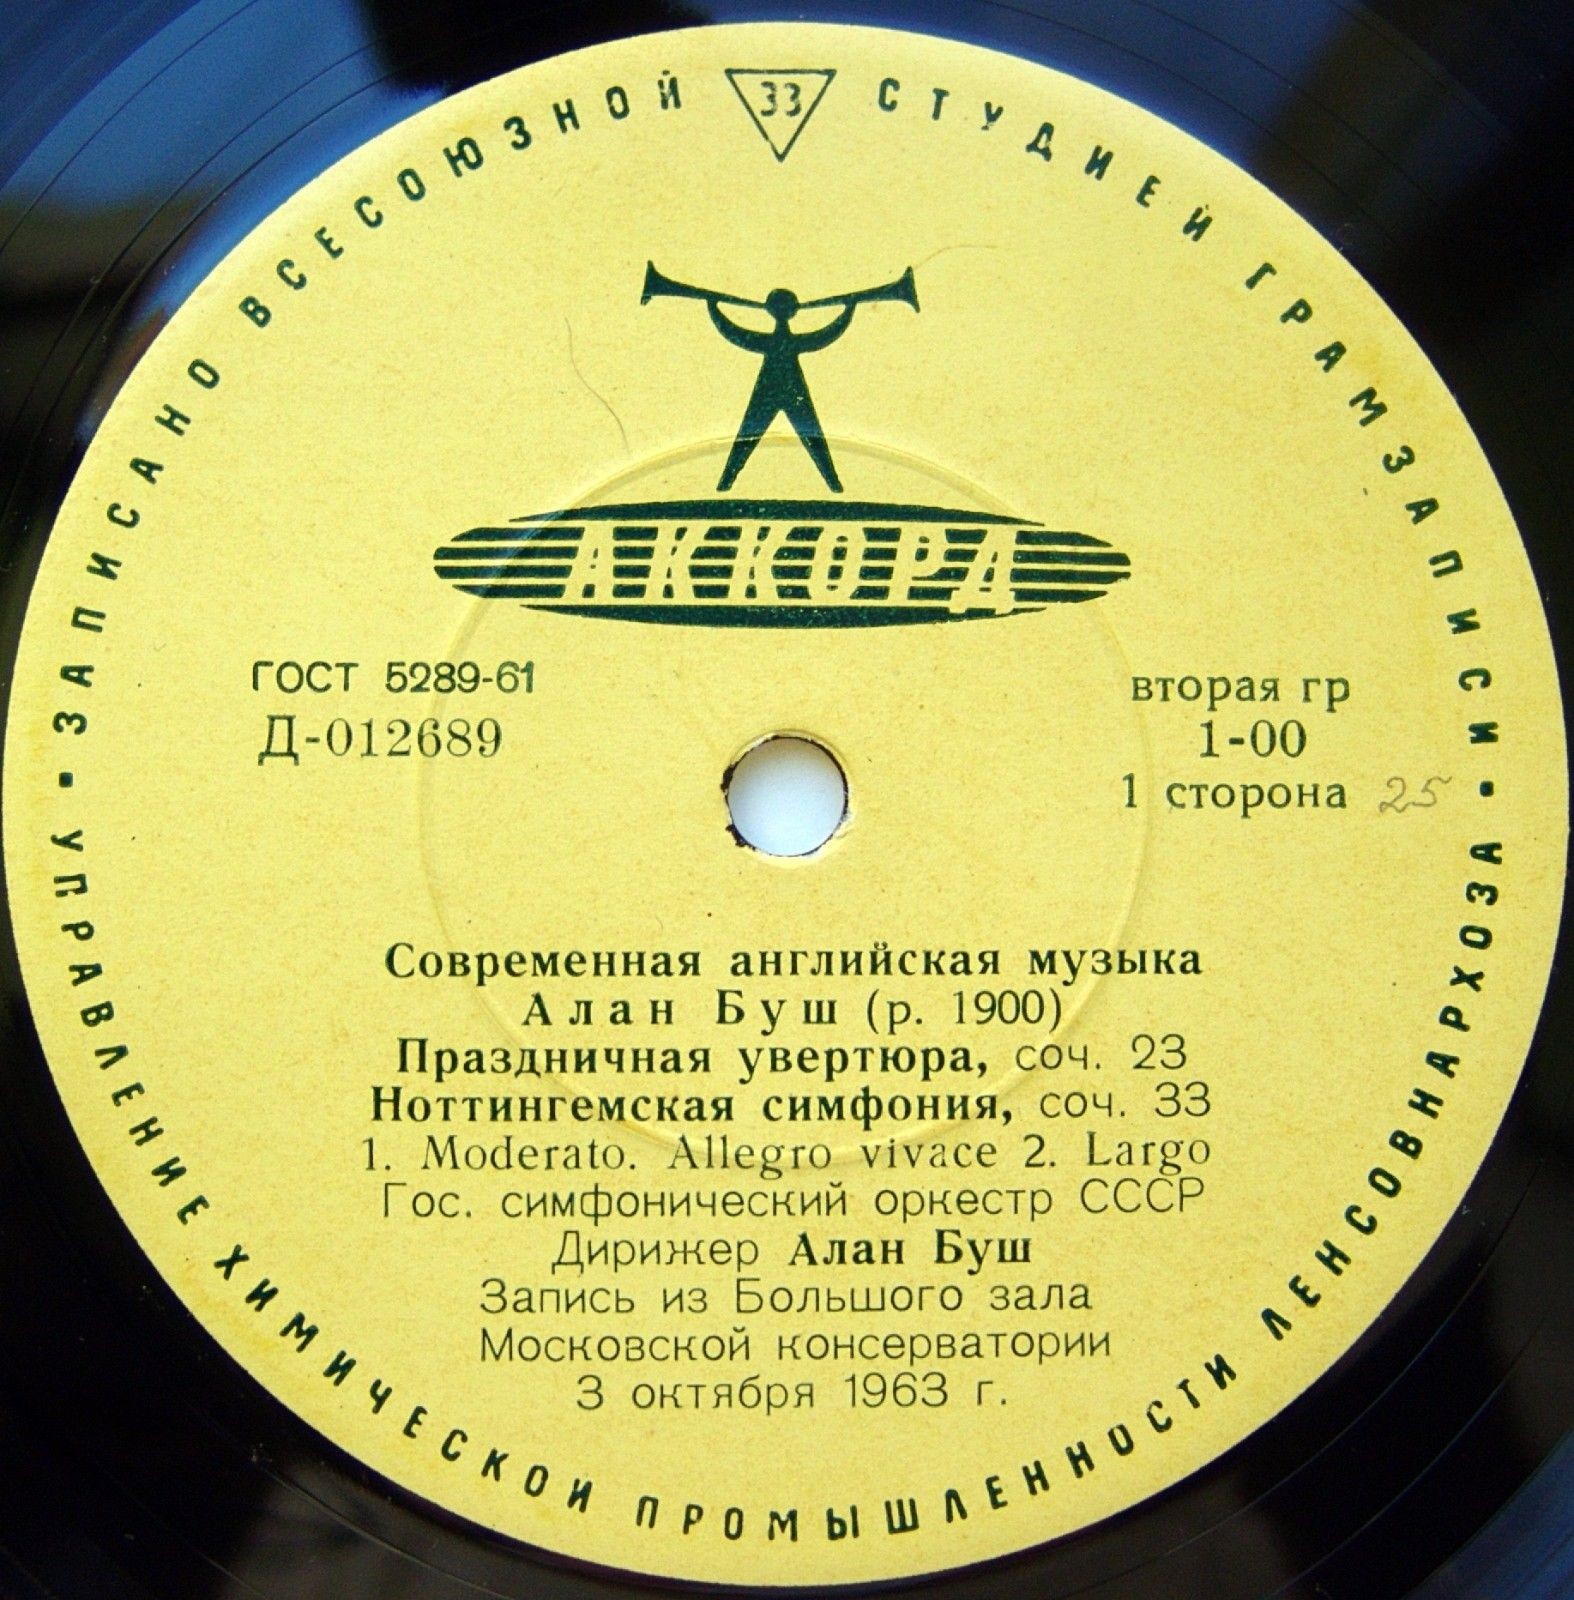 ЗАПИСАНО ВСЕСОЮЗНОЙ 33 СТУДИЕЙ ГРАМЗАПИСИ •
АККОРД
ГОСТ 5289-61
Д-012689
вторая гр
1-00
1 сторона 25
Современная английская музыка
Алан Буш (р. 1900)
Праздничная увертюра, соч. 23
Ноттингемская симфония, соч. 33
1. Moderato. Allegro vivace 2. Largo
Гос. симфонический оркестр СССР
Дирижер Алан Буш
Запись из Большого зала
Московской консерватории
3 октября 1963 г.
• УПРАВЛЕНИЕ ХИМИЧЕСКОЙ ПРОМЫШЛЕННОСТИ ЛЕНСОВНАРХОЗА